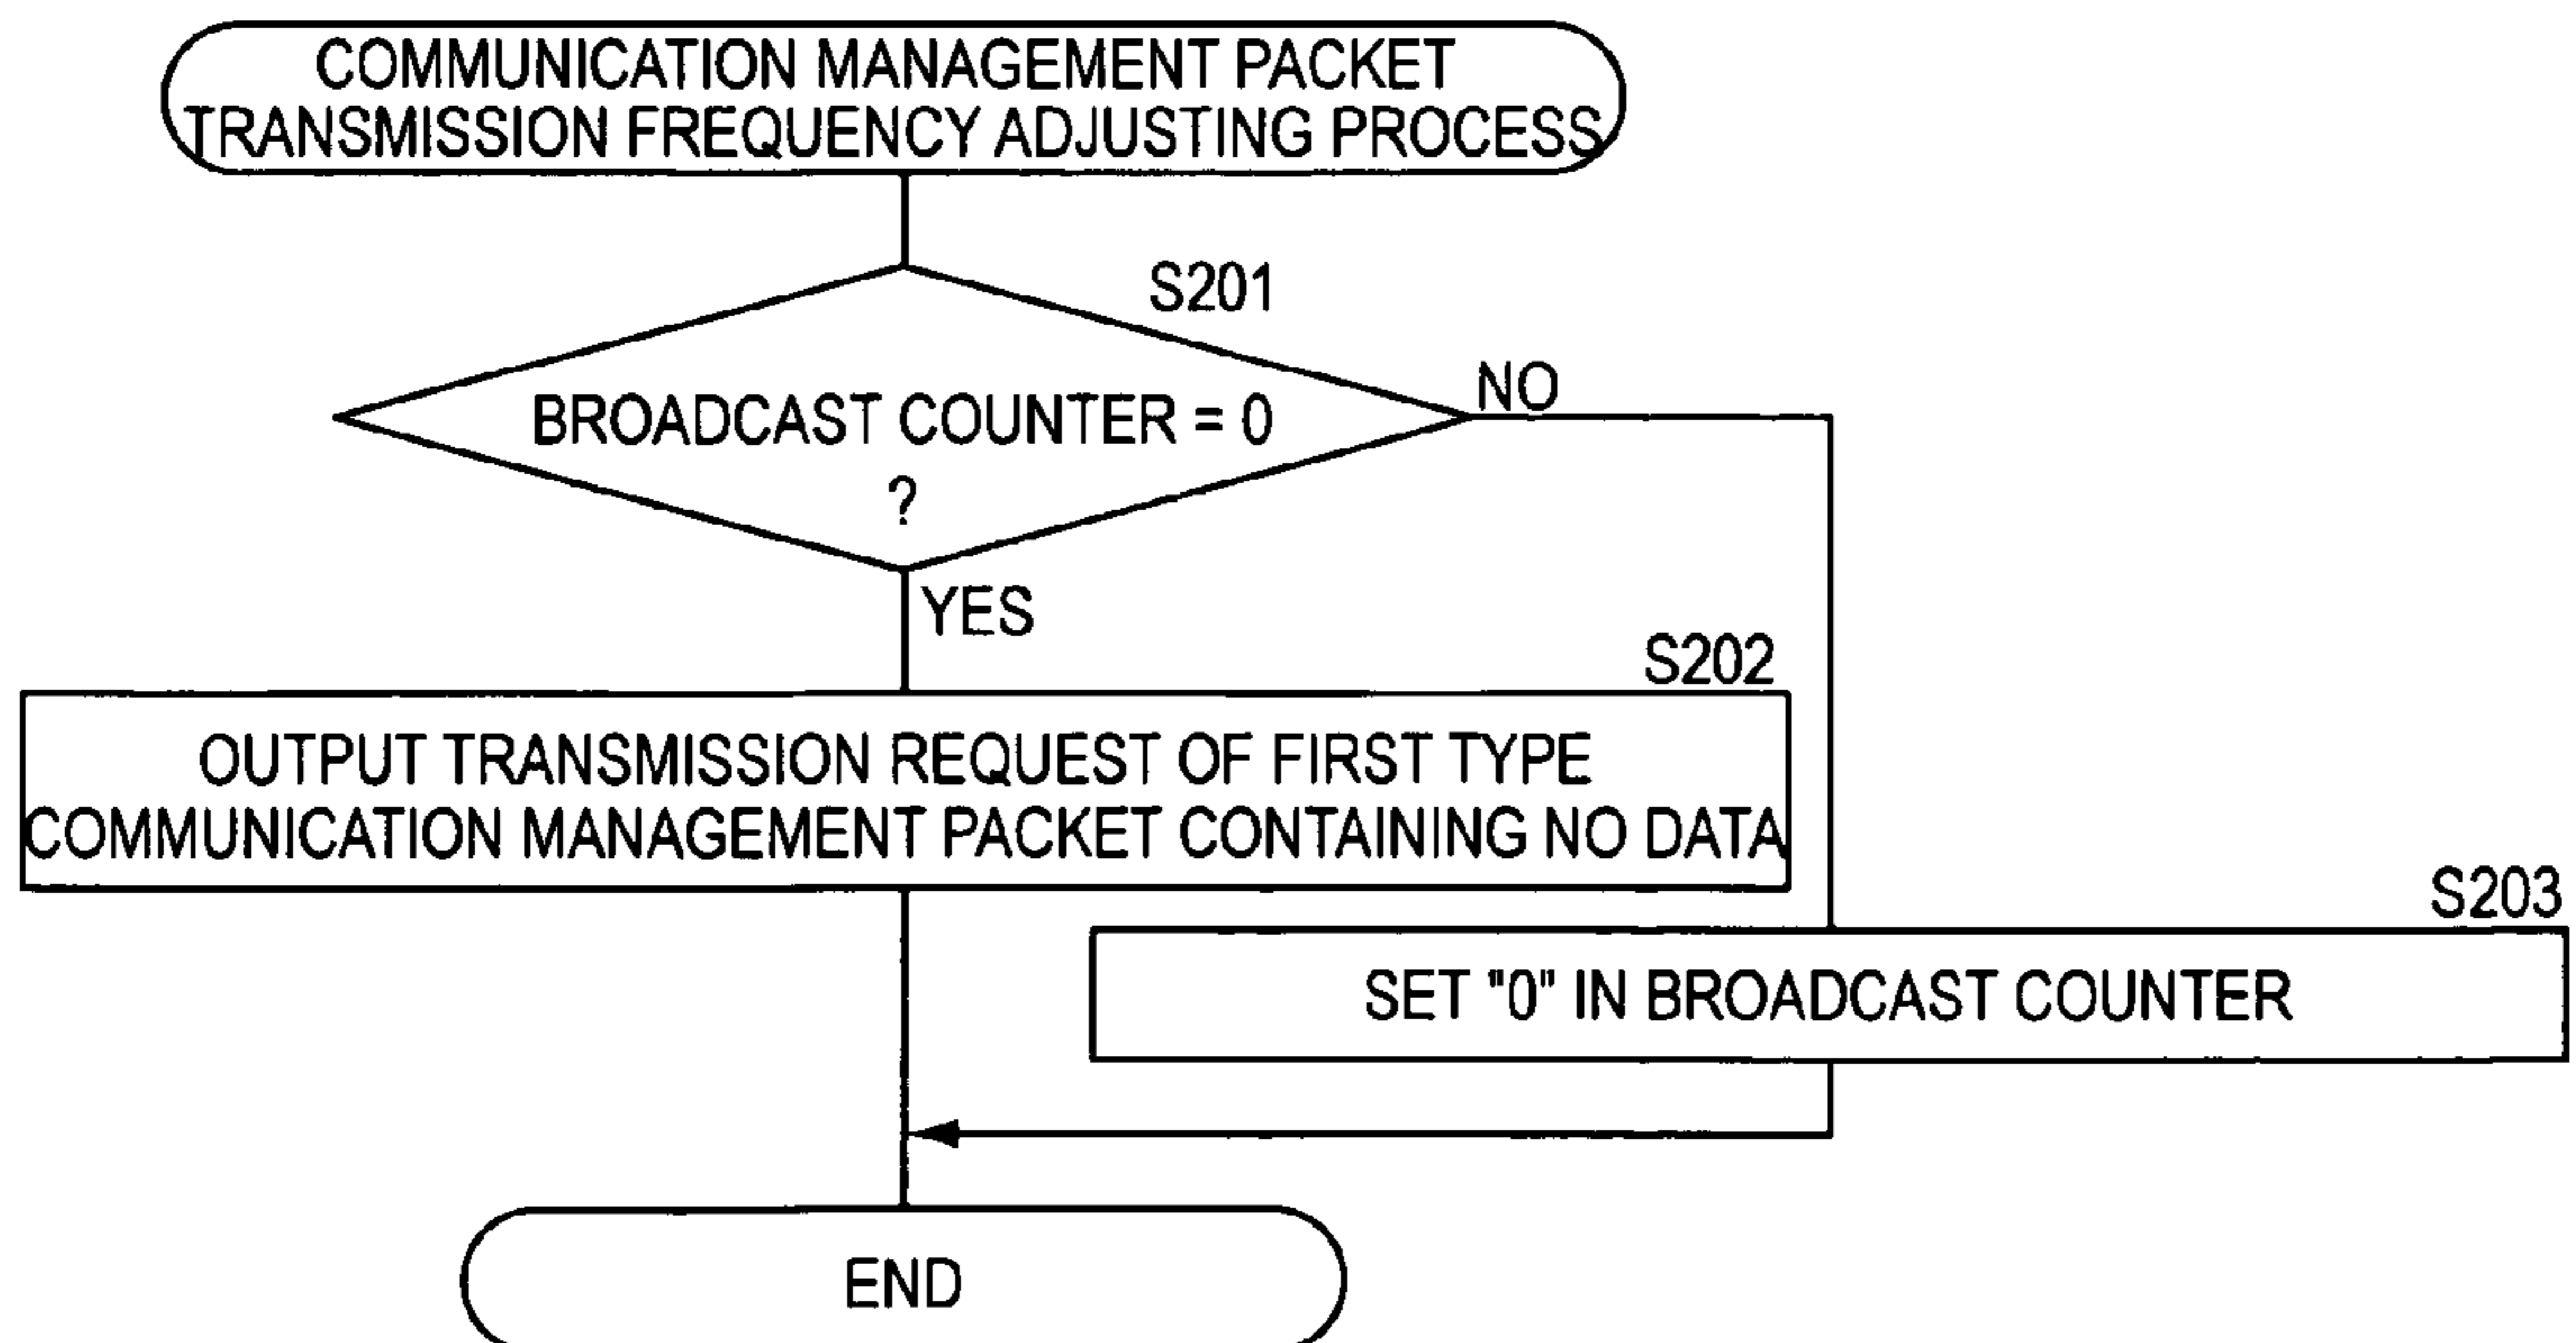 COMMUNICATION MANAGEMENT PACKET
TRANSMISSION FREQUENCY ADJUSTING PROCESS
S201
NO
BROADCAST COUNTER = 0
?
YES
S202
OUTPUT TRANSMISSION REQUEST OF FIRST TYPE
COMMUNICATION MANAGEMENT PACKET CONTAINING NO DATA
S203
SET "0" IN BROADCAST COUNTER
END